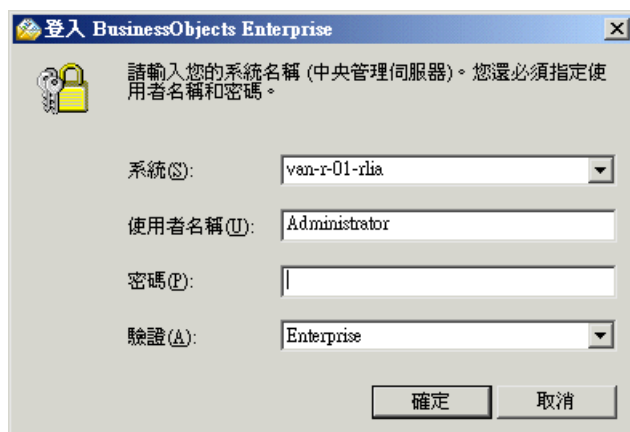 登入 BusinessObjects Enterprise
請輸入您的系統名稱 (中央管理伺服器)。您還必須指定使
用者名稱和密碼。
系統(S):
van-r-01-rlia
使用者名稱(U):
Administrator
密碼(P):
驗證(A):
Enterprise
確定
取消